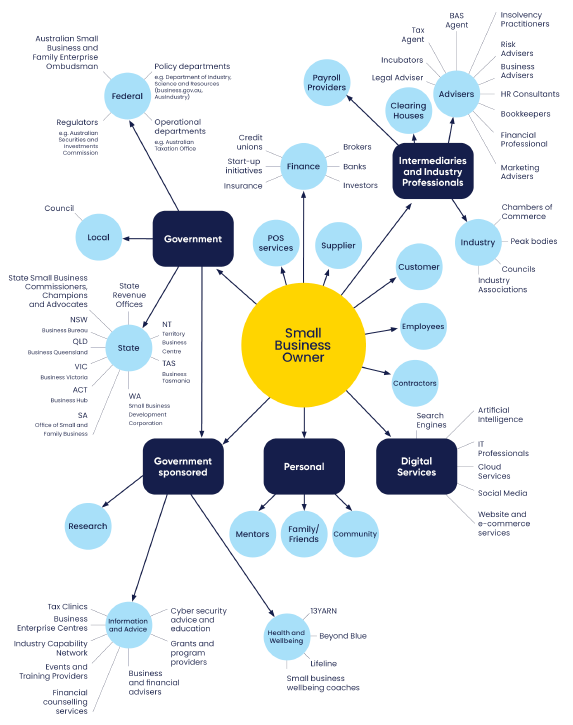 Australian Small
Business and
Family Enterprise
Ombudsman
Policy departments
e.g. Department of Industry,
Science and Resources
(business.gov.au,
AusIndustry)
Federal
Regulators
e.g. Australian
Securities and
Investments
Commission
Operational
departments
e.g. Australian
Taxation Office
Council
Local
Government
State Small Business
Commissioners,
Champions
and Advocates
State
Revenue
Offices
NSW
Business Bureau
QLD
Business Queensland
VIC
Business Victoria
ACT
Business Hub
SA
Office of Small and
Family Business
State
NT
Territory
Business
Centre
TAS
Business
Tasmania
WA
Small Business
Development
Corporation
Credit
unions
Start-up
initiatives
Insurance
Finance
Brokers
Banks
Investors
Payroll
Providers
Clearing
Houses
Tax
Agent
BAS
Agent
Insolvency
Practitioners
Incubators
Legal Adviser
Advisers
Risk
Advisers
Business
Advisers
HR Consultants
Bookkeepers
Financial
Professional
Marketing
Advisers
Intermediaries
and Industry
Professionals
Chambers of
Commerce
Industry
Peak bodies
Councils
Industry
Associations
POS
services
Supplier
Customer
Employees
Contractors
Small
Business
Owner
Government
sponsored
Personal
Digital
Services
Search
Engines
Artificial
Intelligence
IT
Professionals
Cloud
Services
Social Media
Website and
e-commerce
services
Research
Mentors
Family/
Friends
Community
Tax Clinics
Business
Enterprise Centres
Industry Capability
Network
Events and
Training Providers
Financial
counselling
services
Information
and Advice
Cyber security
advice and
education
Grants and
program
providers
Business
and financial
advisers
Health and
Wellbeing
13YARN
Beyond Blue
Lifeline
Small business
wellbeing coaches